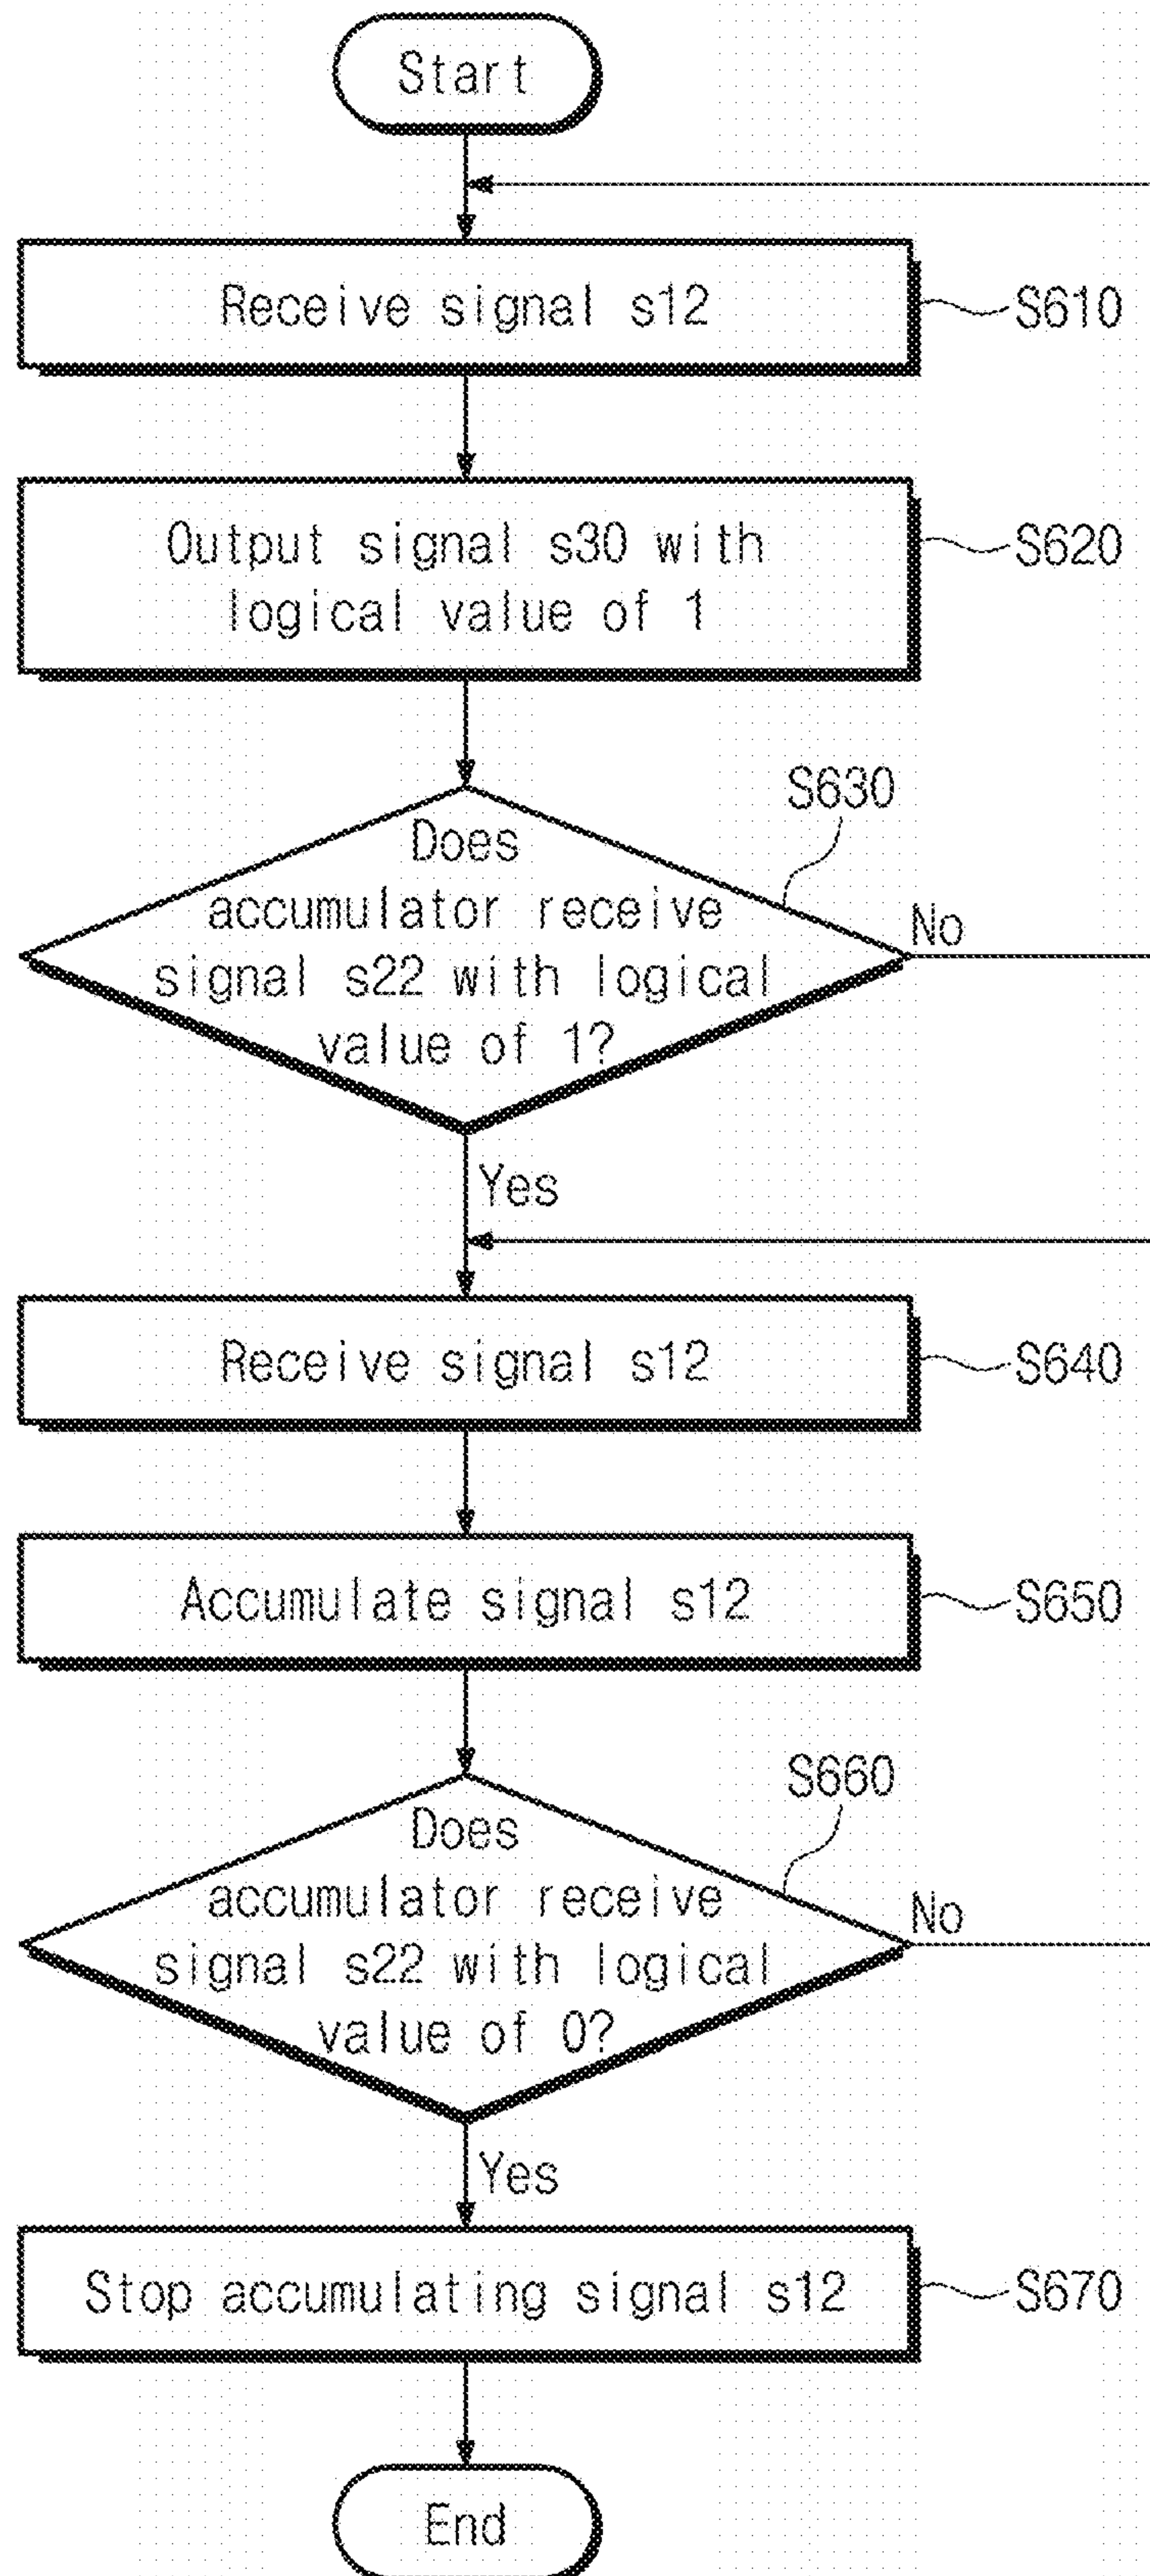 Start
Receive signal s12
S610
Output signal s30 with
logical value of 1
S620
S630
Does
accumulator receive
signal s22 with logical
value of 1?
No
Yes
Receive signal s12
S640
Accumulate signal s12
S650
S660
Does
accumulator receive
signal s22 with logical
value of 0?
No
Yes
Stop accumulating signal s12
S670
End